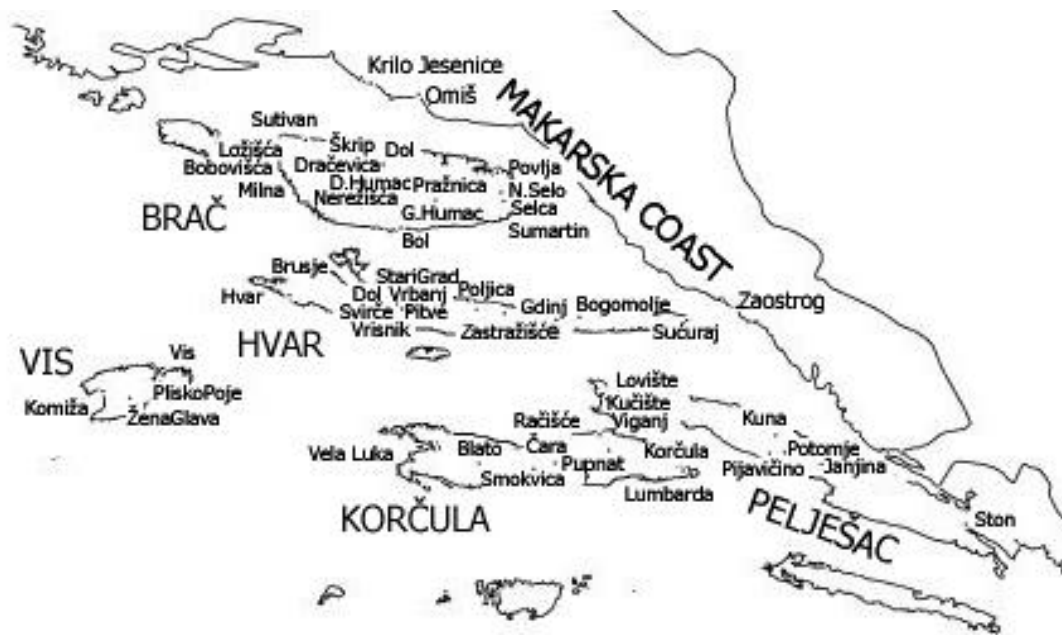 Krilo Jesenice
Omiš
MAKARSKA COAST
Sutivan
Škrip
Dol
Ložišća
Dračevica
Povlja
Bobovišća
D.Humac
Pražnica
N.Selo
Milna
Nerežišća
Selca
G.Humac
BRAČ
Sumartin
Bol
Brusje
StariGrad
Poljica
Hvar
Dol
Vrbanj
Gdinj
Bogomolje
Zaostrog
Svirče
Pitve
Vrisnik
Zastražišće
Sućuraj
HVAR
VIS
Vis
PliskoPoje
Komiža
ŽenaGlava
Lovište
Kučište
Viganj
Kuna
Račišće
Potomje
Vela Luka
Blato
Čara
Korčula
Pijavičino
Janjina
Pupnat
Smokvica
Lumbarda
KORČULA
PELJEŠAC
Ston